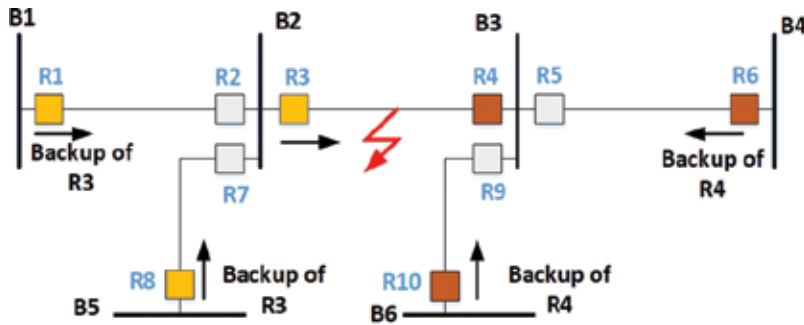 B1
B2
B3
B4
R1
R2
R3
R4
R5
R6
Backup of
R3
Backup of
R4
R7
R9
R8
Backup of
R3
R10
Backup of
R4
B5
B6